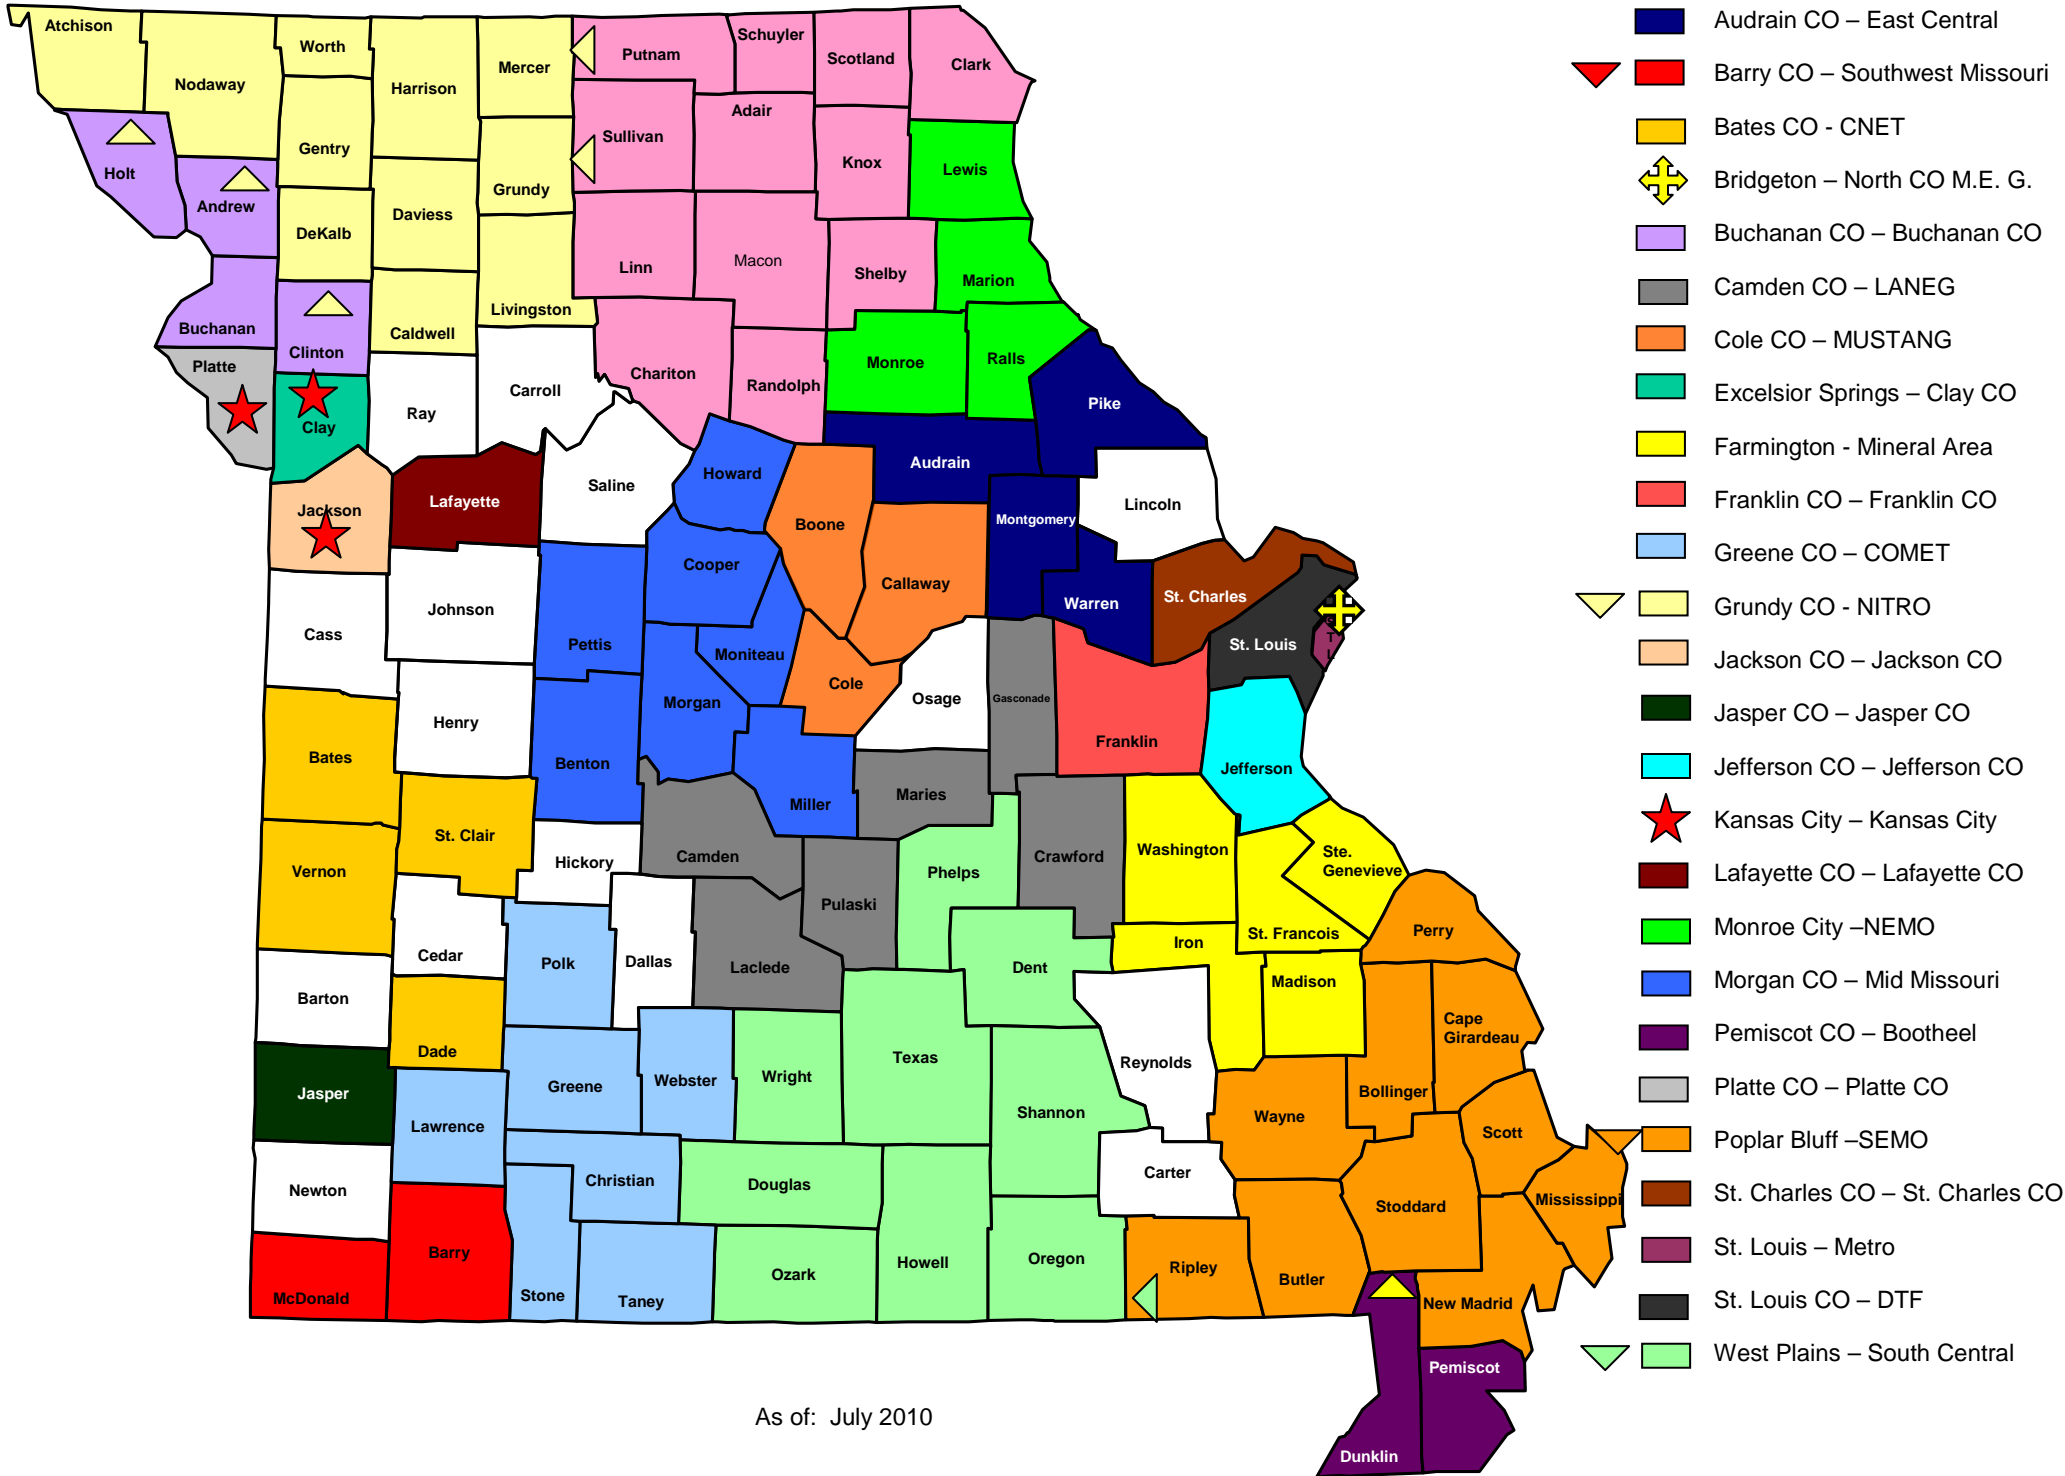 Atchison
Nodaway
Worth
Harrison
Mercer
Putnam
Schuyler
Scotland
Clark
Gentry
Sullivan
Adair
Knox
Lewis
Holt
Andrew
DeKalb
Daviess
Grundy
Linn
Macon
Shelby
Marion
Buchanan
Clinton
Caldwell
Livingston
Chariton
Randolph
Monroe
Ralls
Pike
Platte
Clay
Ray
Carroll
Saline
Howard
Boone
Audrain
Montgomery
Lincoln
Jackson
Lafayette
Cooper
Callaway
Warren
St. Charles
St. Louis
T
L
Cass
Johnson
Pettis
Moniteau
Morgan
Cole
Osage
Gasconade
Franklin
Jefferson
Bates
Henry
Benton
Miller
Maries
St. Clair
Vernon
Hickory
Camden
Pulaski
Phelps
Crawford
Washington
Ste.
Genevieve
St. Francois
Perry
Cedar
Polk
Dallas
Laclede
Dent
Iron
Madison
Barton
Dade
Cape
Girardeau
Jasper
Greene
Webster
Wright
Texas
Reynolds
Bollinger
Lawrence
Shannon
Wayne
Scott
Newton
Christian
Douglas
Carter
Stoddard
Mississippi
McDonald
Barry
Stone
Taney
Ozark
Howell
Oregon
Ripley
Butler
New Madrid
Pemiscot
Dunklin
As of:  July 2010
Audrain CO – East Central
Barry CO – Southwest Missouri
Bates CO - CNET
Bridgeton – North CO M.E. G.
Buchanan CO – Buchanan CO
Camden CO – LANEG
Cole CO – MUSTANG
Excelsior Springs – Clay CO
Farmington - Mineral Area
Franklin CO – Franklin CO
Greene CO – COMET
Grundy CO - NITRO
Jackson CO – Jackson CO
Jasper CO – Jasper CO
Jefferson CO – Jefferson CO
Kansas City – Kansas City
Lafayette CO – Lafayette CO
Monroe City –NEMO
Morgan CO – Mid Missouri
Pemiscot CO – Bootheel
Platte CO – Platte CO
Poplar Bluff –SEMO
St. Charles CO – St. Charles CO
St. Louis – Metro
St. Louis CO – DTF
West Plains – South Central